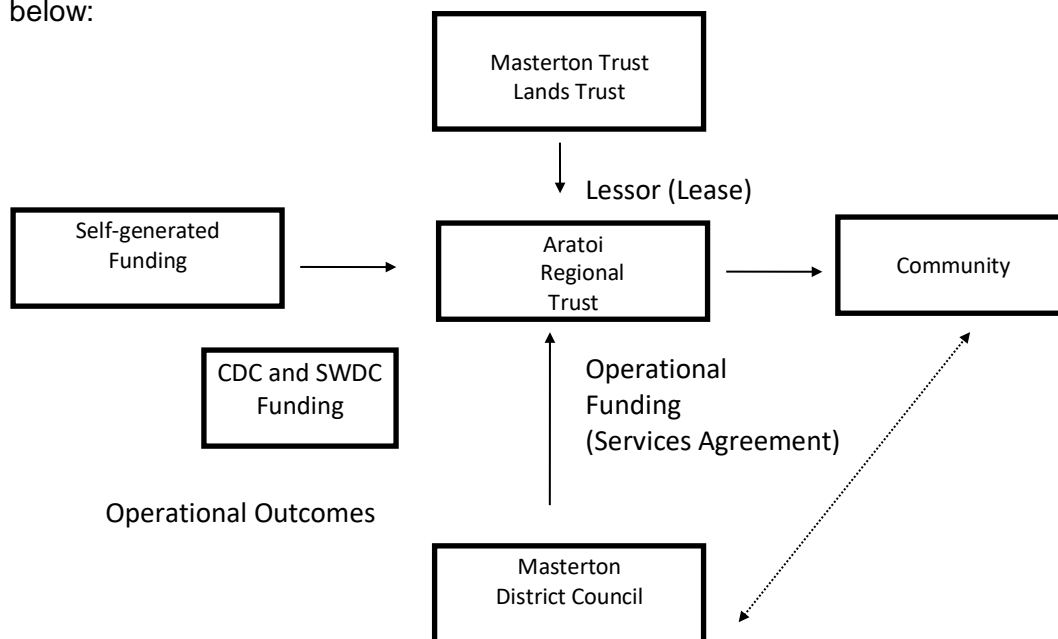 below:
Masterton Trust
Lands Trust
Lessor (Lease)
Self-generated
Funding
Aratoi
Regional
Trust
Community
CDC and SWDC
Funding
Operational
Funding
(Services Agreement)
Operational Outcomes
Masterton
District Council